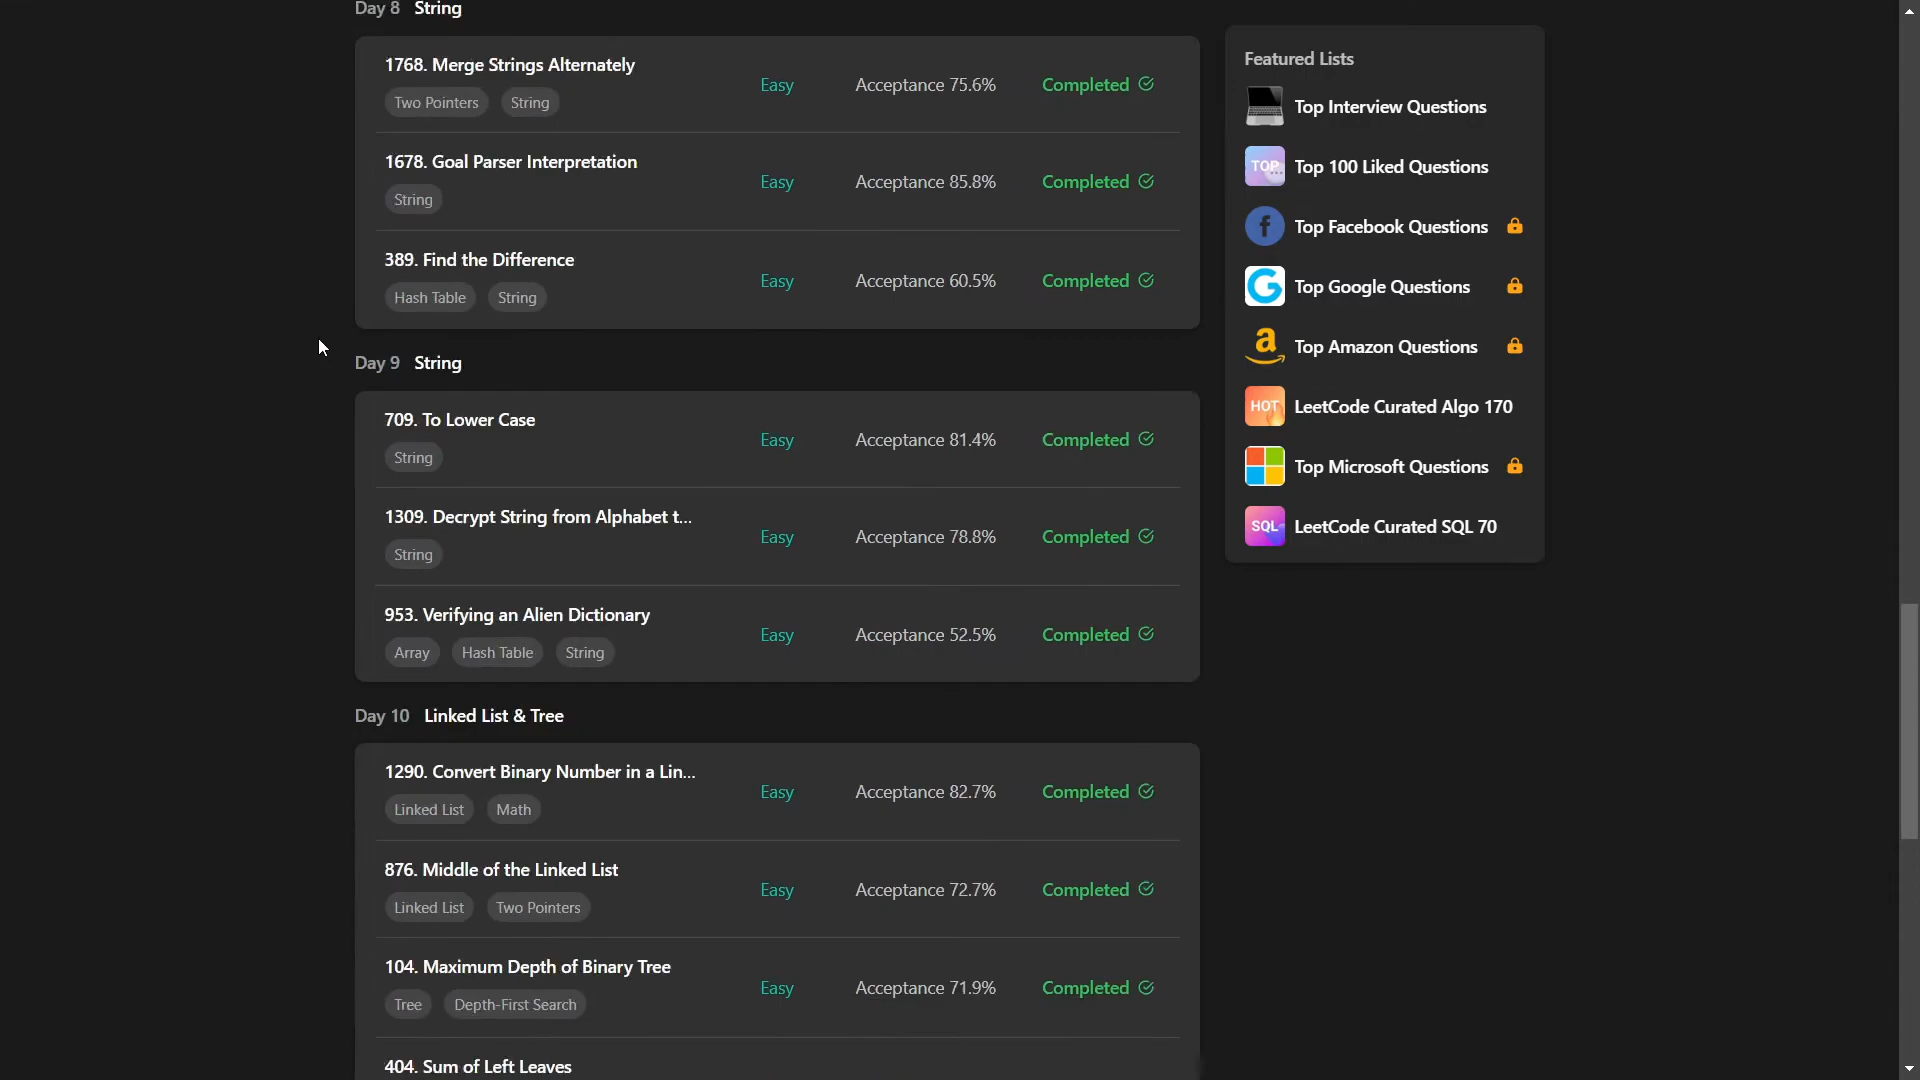 Day 8 String
1768. Merge Strings Alternately
Two Pointers String
Easy Acceptance 75.6% Completed
1678. Goal Parser Interpretation
String
Easy Acceptance 85.8% Completed
389. Find the Difference
Hash Table String
Easy Acceptance 60.5% Completed
Day 9 String
709. To Lower Case
String
Easy Acceptance 81.4% Completed
1309. Decrypt String from Alphabet t...
String
Easy Acceptance 78.8% Completed
953. Verifying an Alien Dictionary
Array Hash Table String
Easy Acceptance 52.5% Completed
Day 10 Linked List & Tree
1290. Convert Binary Number in a Lin...
Linked List Math
Easy Acceptance 82.7% Completed
876. Middle of the Linked List
Linked List Two Pointers
Easy Acceptance 72.7% Completed
104. Maximum Depth of Binary Tree
Tree Depth-First Search
Easy Acceptance 71.9% Completed
404. Sum of Left Leaves
Featured Lists
Top Interview Questions
TOP Top 100 Liked Questions
f Top Facebook Questions
G Top Google Questions
a Top Amazon Questions
HOT LeetCode Curated Algo 170
Top Microsoft Questions
SQL LeetCode Curated SQL 70